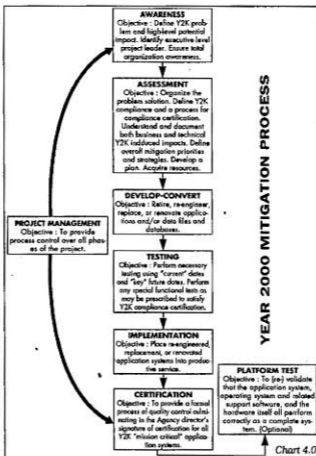 AWARENESS
Objective : Define Y2K prob-
lem and high-level potential
impact. Identify executive level
project leader. Ensure total
organization awareness.
ASSESSMENT
Objective : Organize the
problem solution. Define Y2K
compliance and a process for
compliance certification.
Understand and document
both business and technical
Y2K indduced impacts. Define
overall mitigation priorities
and strategies. Develop a
plan. Acquire resources.
DEVELOP-CONVERT
Objective : Retire, re-engineer,
replace, or renovate applica-
tions and/or data files and
databases.
PROJECT MANAGEMENT
Objective : To provide
process control over all phas-
es of the project.
TESTING
Objective : Perform necessary
testing using "current" dates
and "key" future dates. Perform
any special functional tests as
may be prescribed to satisfy
Y2K compliance certification.
IMPLEMENTATION
Objective : Place re-engineered,
replacement, or renovated
application systems into produc-
tive service.
CERTIFICATION
Objective : To provide a formal
process of quality control culmi-
nating in the Agency director's
signature of certification for all
Y2K "mission critical" applica-
tion systems.
PLATFORM TEST
Objective : To (re-) validate
that the application system,
operating system and related
support software, and the
hardware itself all perform
correctly as a complete sys-
tem. (Optional)
YEAR 2000 MITIGATION PROCESS
Chart 4.0